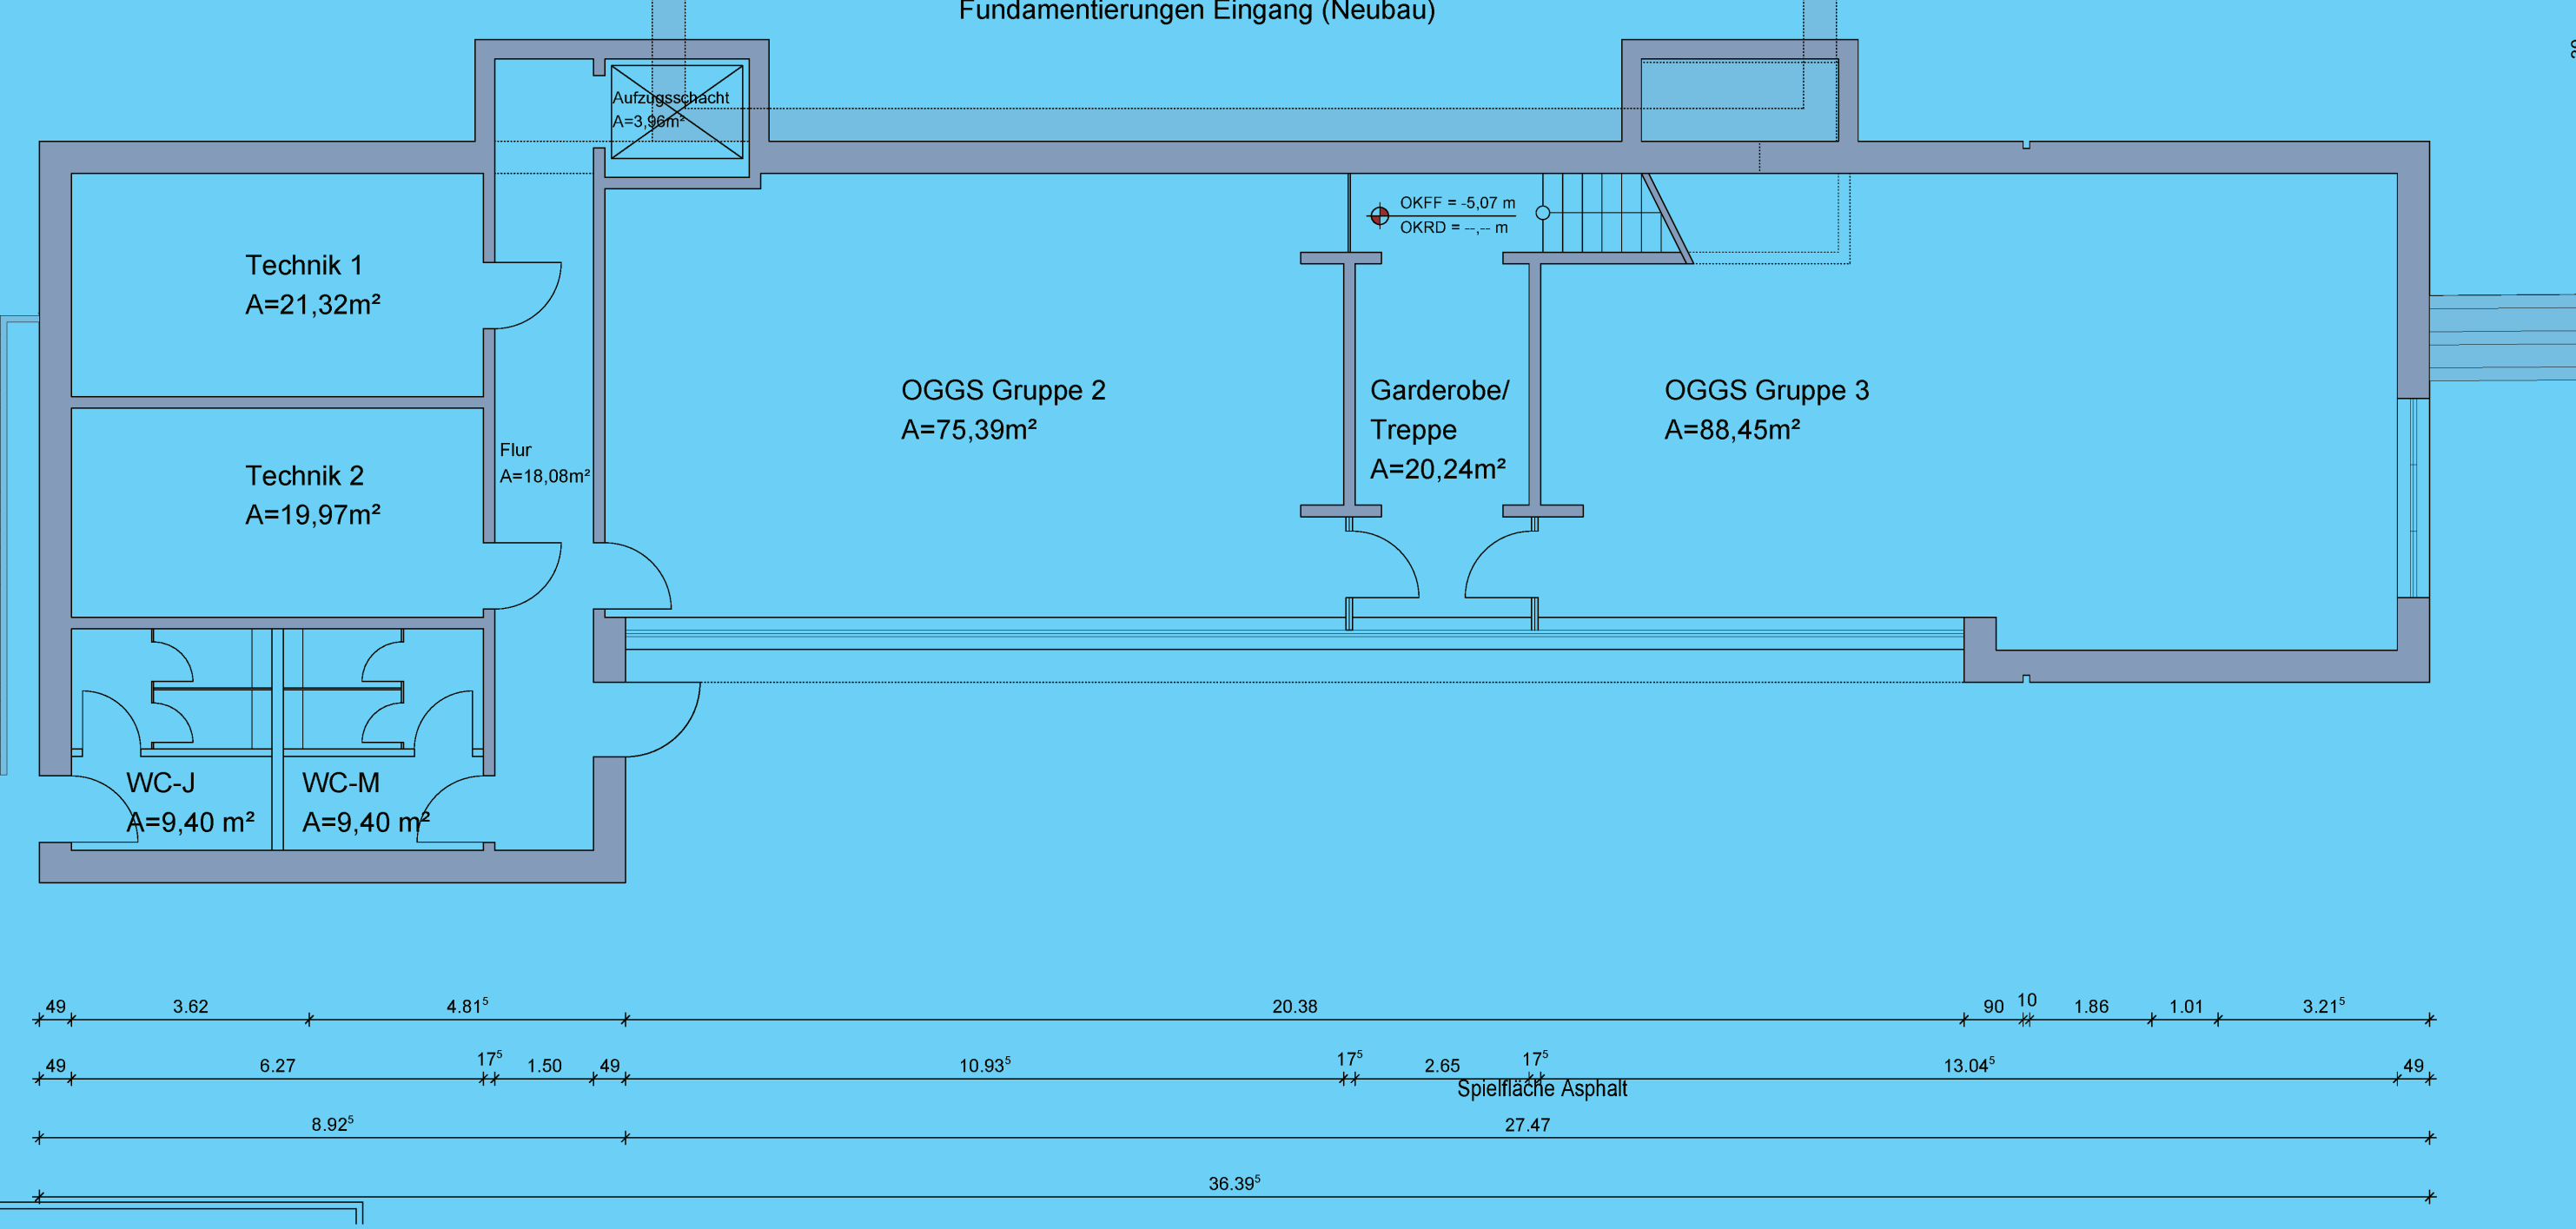 Fundamentierungen Eingang (Neubau)
Aufzugsschacht
A=3,96m²
OKFF = -5,07 m
OKRD = --,-- m
Technik 1
A=21,32m²
OGGS Gruppe 2
A=75,39m²
Garderobe/
Treppe
A=20,24m²
OGGS Gruppe 3
A=88,45m²
Flur
A=18,08m²
Technik 2
A=19,97m²
WC-J
A=9,40 m²
WC-M
A=9,40 m²
49 3.62 4.81⁵ 20.38 90 10 1.86 1.01 3.21⁵
49 6.27 17⁵ 1.50 49 10.93⁵ 17⁵ 2.65 17⁵ 13.04⁵ 49
Spielfläche Asphalt
8.92⁵ 27.47
36.39⁵